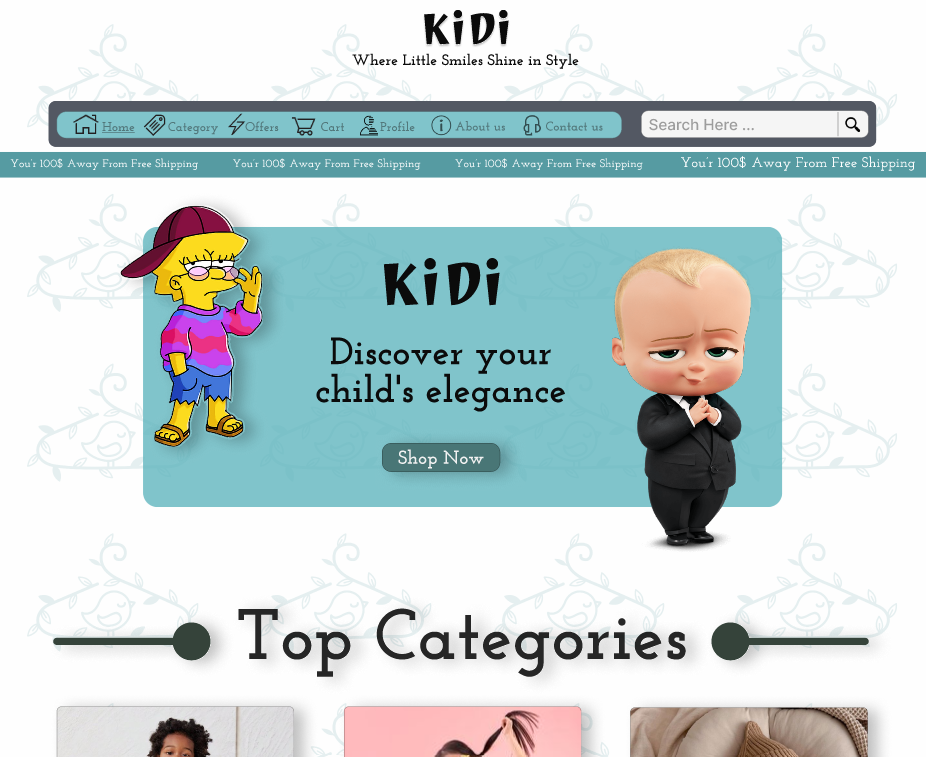 KiDi
Where Little Smiles Shine in Style
Home Category Offers Cart Profile About us Contact us Search Here ...
You'r 100$ Away From Free Shipping You'r 100$ Away From Free Shipping You'r 100$ Away From Free Shipping You'r 100$ Away From Free Shipping
KiDi
Discover your
child's elegance
Shop Now
Top Categories